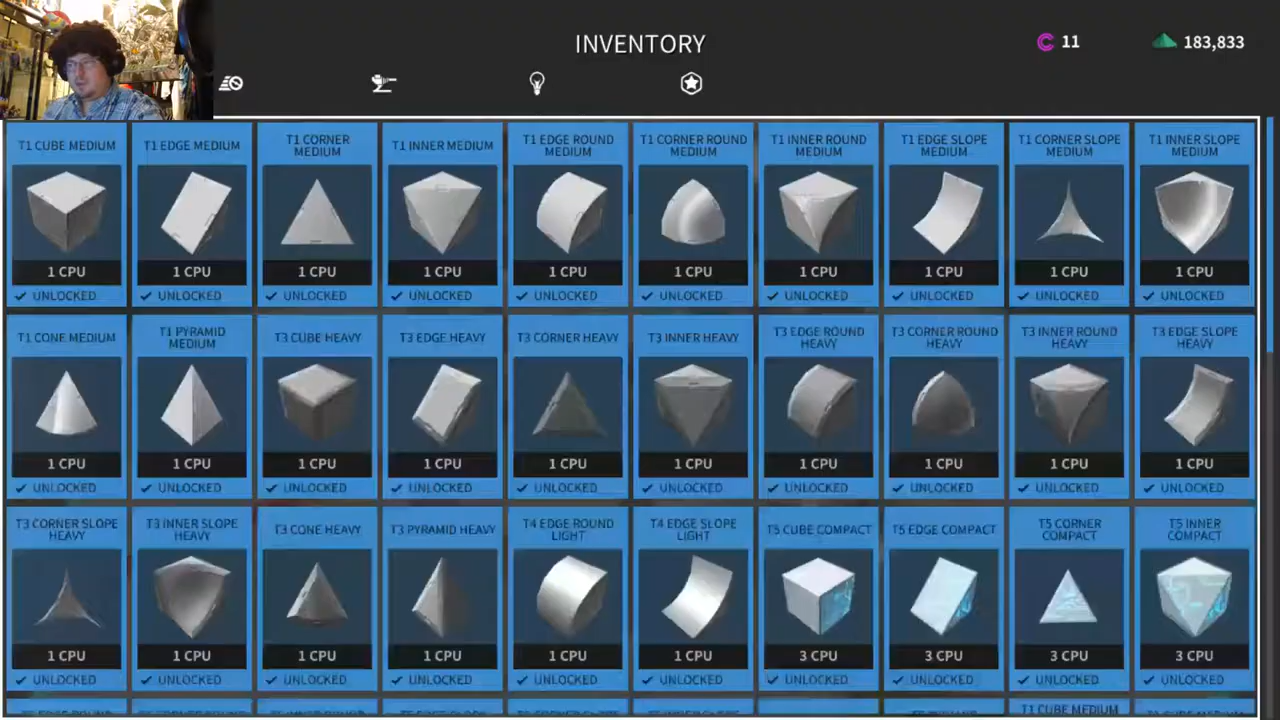 INVENTORY
11
183,833
T1 CUBE MEDIUM
1 CPU
UNLOCKED
T1 EDGE MEDIUM
1 CPU
UNLOCKED
T1 CORNER
MEDIUM
1 CPU
UNLOCKED
T1 INNER MEDIUM
1 CPU
UNLOCKED
T1 EDGE ROUND
MEDIUM
1 CPU
UNLOCKED
T1 CORNER ROUND
MEDIUM
1 CPU
UNLOCKED
T1 INNER ROUND
MEDIUM
1 CPU
UNLOCKED
T1 EDGE SLOPE
MEDIUM
1 CPU
UNLOCKED
T1 CORNER SLOPE
MEDIUM
1 CPU
UNLOCKED
T1 INNER SLOPE
MEDIUM
1 CPU
UNLOCKED
T1 CONE MEDIUM
1 CPU
UNLOCKED
T1 PYRAMID
MEDIUM
1 CPU
UNLOCKED
T3 CUBE HEAVY
1 CPU
UNLOCKED
T3 EDGE HEAVY
1 CPU
UNLOCKED
T3 CORNER HEAVY
1 CPU
UNLOCKED
T3 INNER HEAVY
1 CPU
UNLOCKED
T3 EDGE ROUND
HEAVY
1 CPU
UNLOCKED
T3 CORNER ROUND
HEAVY
1 CPU
UNLOCKED
T3 INNER ROUND
HEAVY
1 CPU
UNLOCKED
T3 EDGE SLOPE
HEAVY
1 CPU
UNLOCKED
T3 CORNER SLOPE
HEAVY
1 CPU
UNLOCKED
T3 INNER SLOPE
HEAVY
1 CPU
UNLOCKED
T3 CONE HEAVY
1 CPU
UNLOCKED
T3 PYRAMID HEAVY
1 CPU
UNLOCKED
T4 EDGE ROUND
LIGHT
1 CPU
UNLOCKED
T4 EDGE SLOPE
LIGHT
1 CPU
UNLOCKED
T5 CUBE COMPACT
3 CPU
UNLOCKED
T5 EDGE COMPACT
3 CPU
UNLOCKED
T5 CORNER
COMPACT
3 CPU
UNLOCKED
T5 INNER
COMPACT
3 CPU
UNLOCKED
T1 CUBE MEDIUM